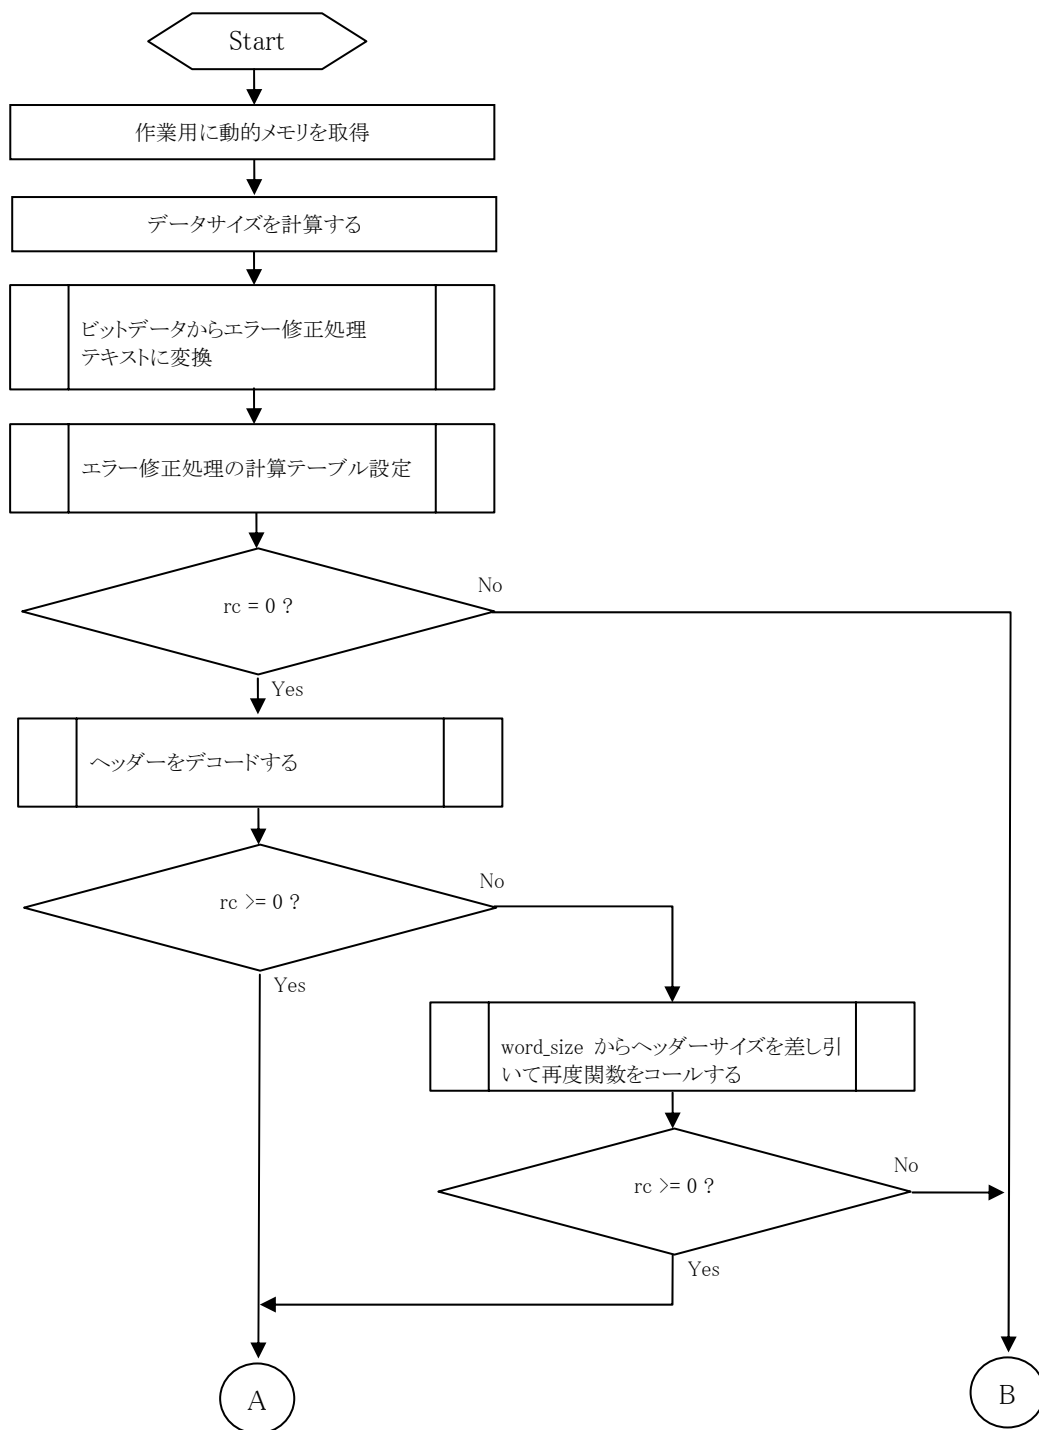 Start
作業用に動的メモリを取得
データサイズを計算する
ビットデータからエラー修正処理
テキストに変換
エラー修正処理の計算テーブル設定
No
rc = 0 ?
Yes
ヘッダーをデコードする
No
rc >= 0 ?
Yes
word_size からヘッダーサイズを差し引
いて再度関数をコールする
No
rc >= 0 ?
Yes
A
B